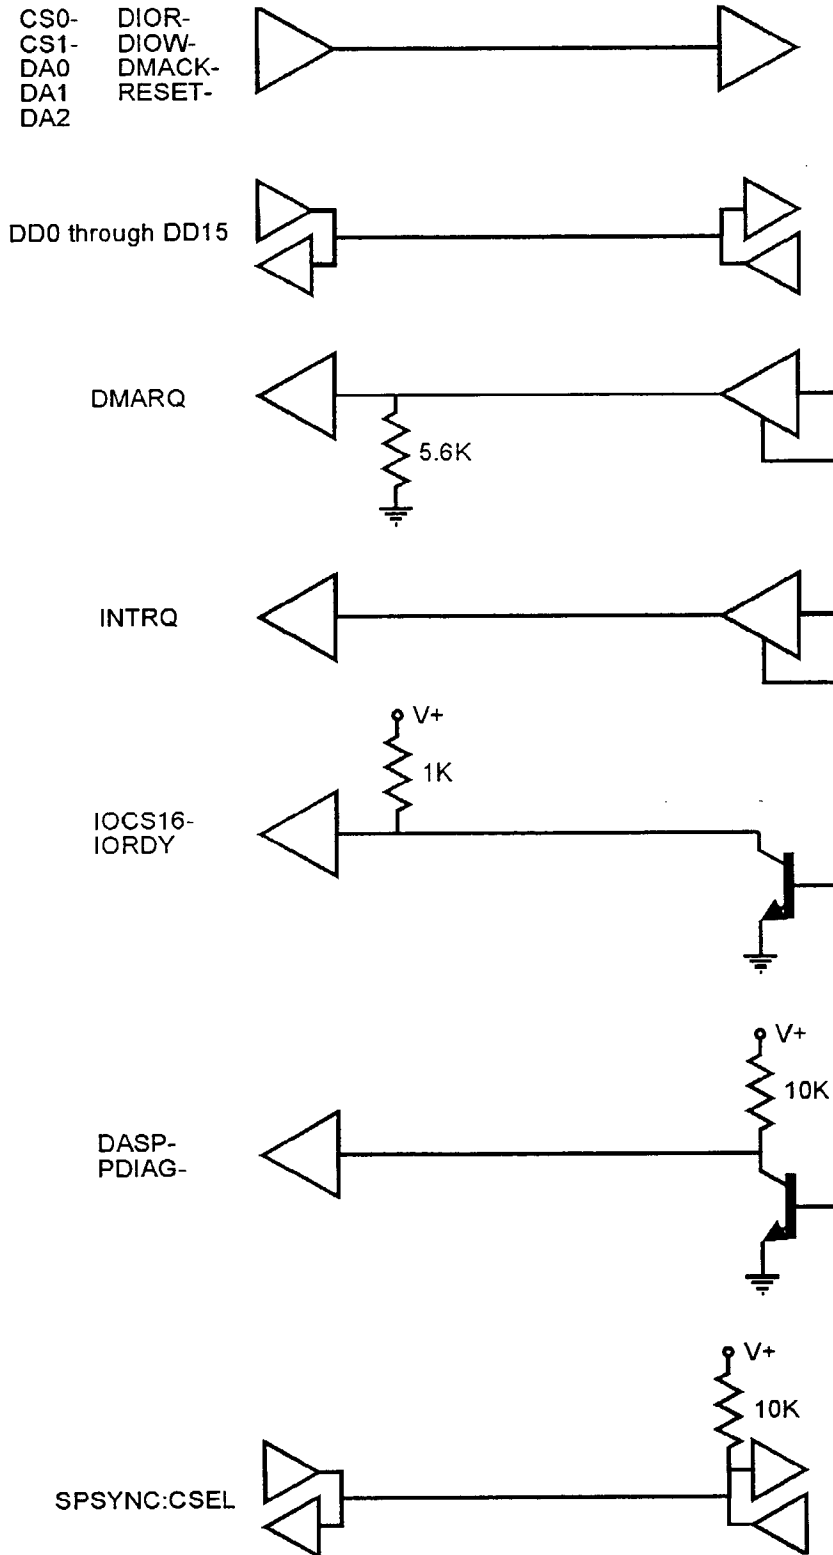 CS0- DIOR-
CS1- DIOW-
DA0 DMACK-
DA1 RESET-
DA2
DD0 through DD15
DMARQ
5.6K
INTRQ
V+
1K
IOCS16-
IORDY
V+
10K
DASP-
PDIAG-
V+
10K
SPSYNC:CSEL